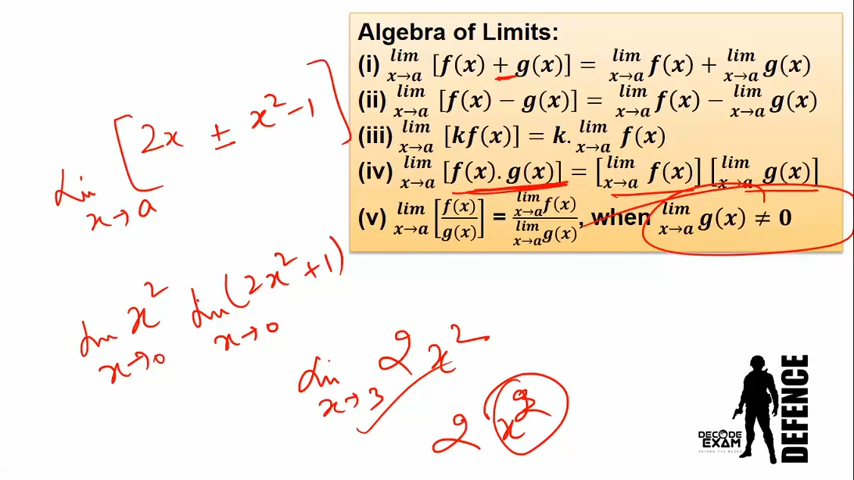 Algebra of Limits:
(i) lim x→a [f(x) + g(x)] = lim x→a f(x) + lim x→a g(x)
(ii) lim x→a [f(x) − g(x)] = lim x→a f(x) − lim x→a g(x)
(iii) lim x→a [kf(x)] = k. lim x→a f(x)
(iv) lim x→a [f(x). g(x)] = [lim x→a f(x)] [lim x→a g(x)]
(v) lim x→a [f(x)/g(x)] = lim x→a f(x) / lim x→a g(x), when lim x→a g(x) ≠ 0
Lim x→a [2x ± x²−1]
Lim x→0 x² Lim x→0 (2x²+1)
Lim x→3 2x²
2 x
DECODE EXAM
DEFENCE